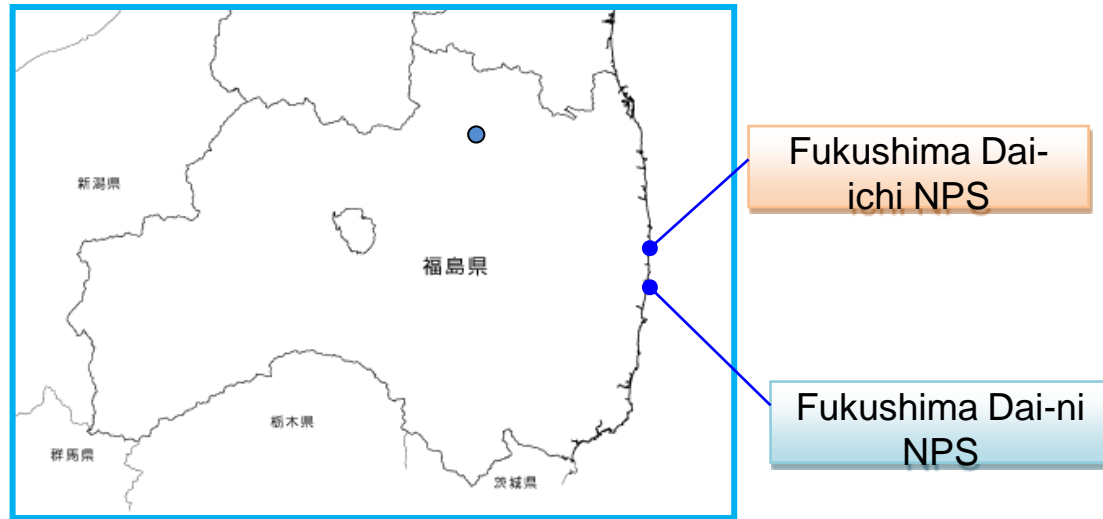 Fukushima Dai-
ichi NPS
新潟県
福島県
Fukushima Dai-ni
NPS
栃木県
群馬県
茨城県